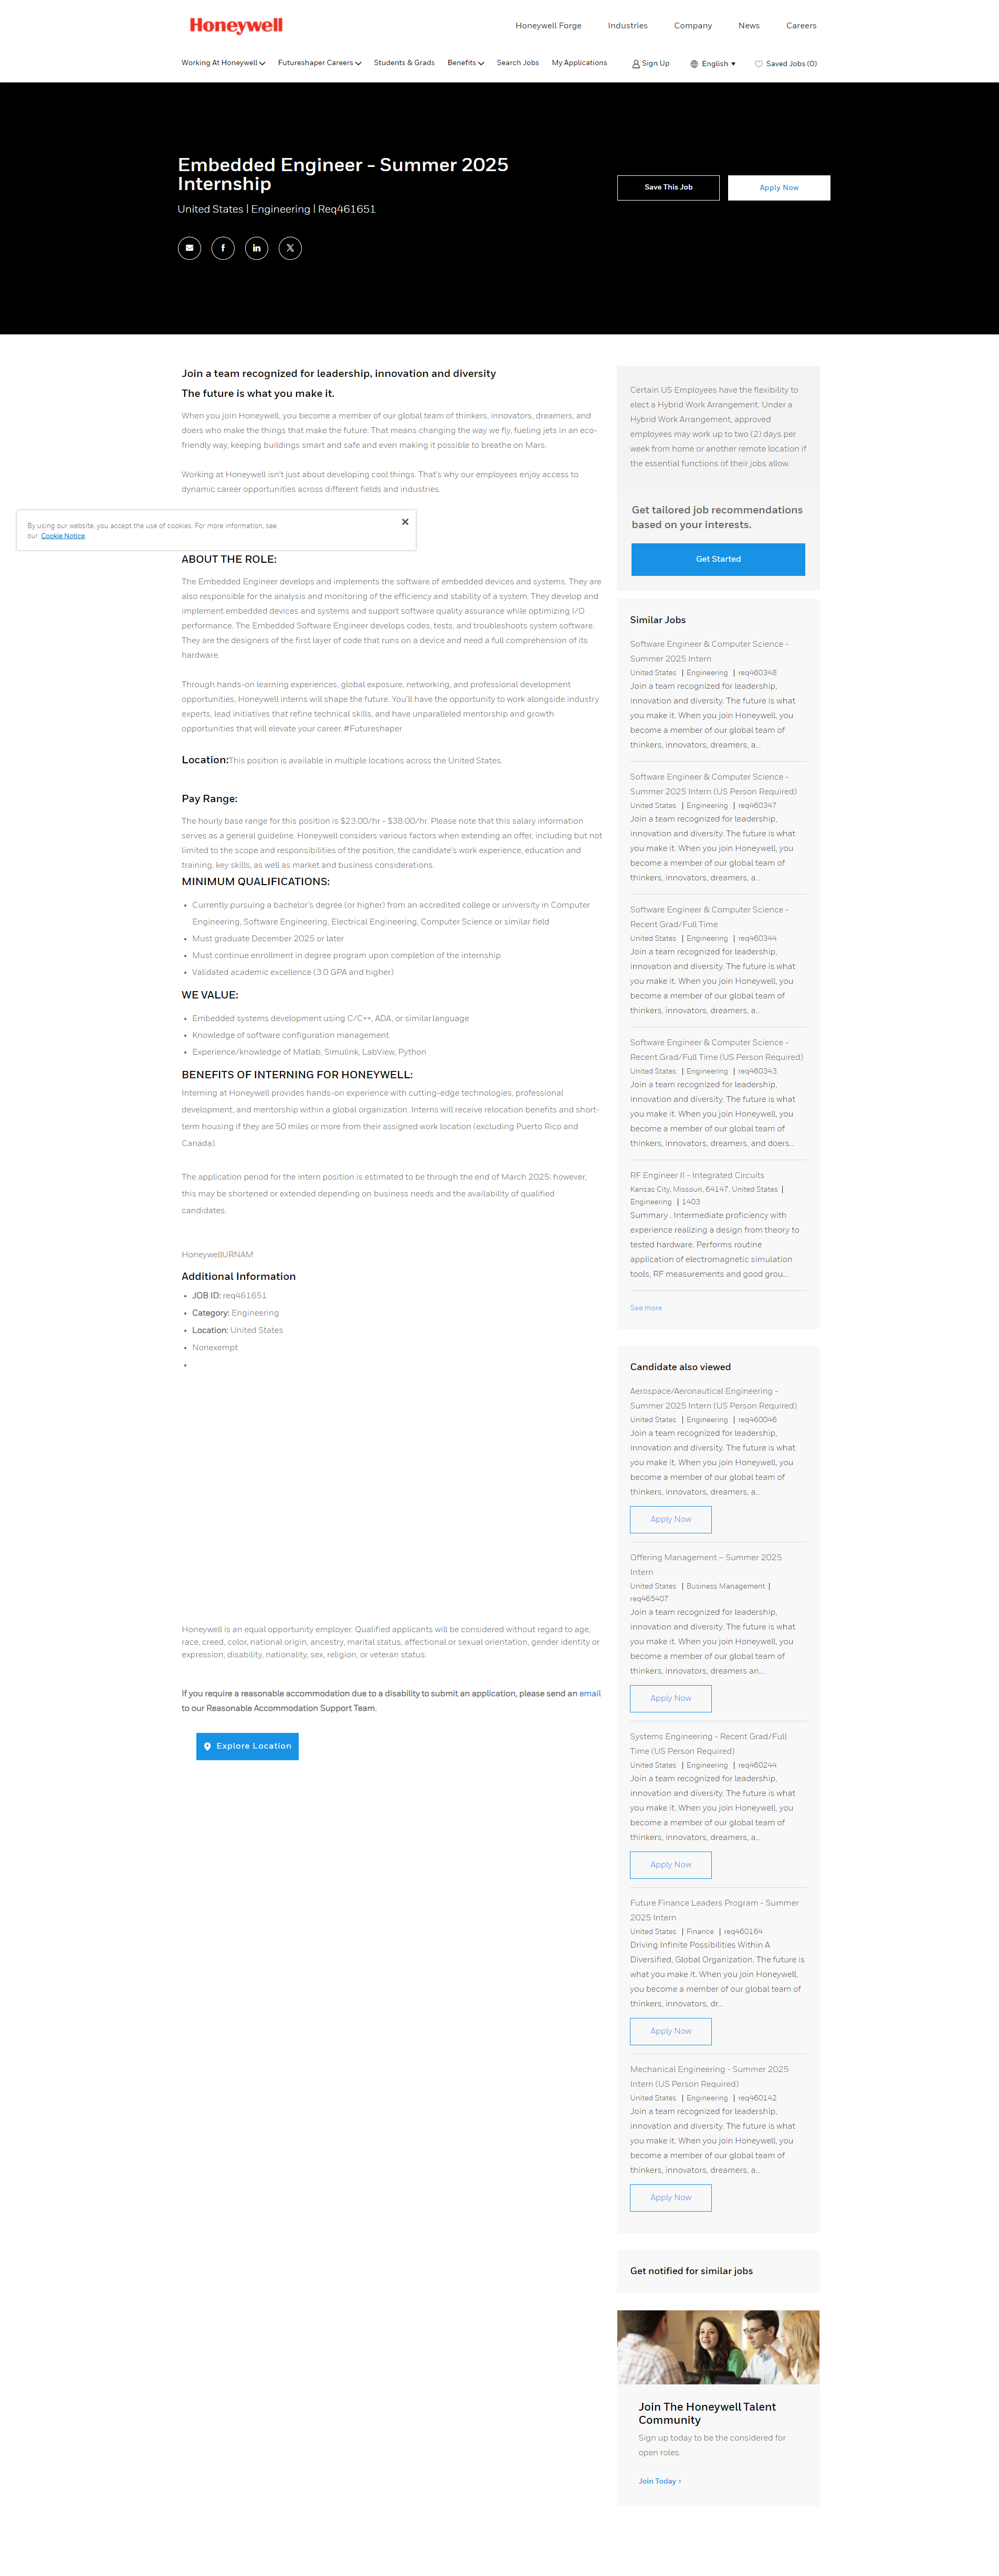 Honeywell
Honeywell Forge
Industries
Company
News
Careers
Working At Honeywell
Futureshaper Careers
Students & Grads
Benefits
Search Jobs
My Applications
Sign Up
English
Saved Jobs (0)
Embedded Engineer - Summer 2025
Internship
United States | Engineering | Req461651
Save This Job
Apply Now
Join a team recognized for leadership, innovation and diversity
The future is what you make it.
When you join Honeywell, you become a member of our global team of thinkers, innovators, dreamers, and
doers who make the things that make the future. That means changing the way we fly, fueling jets in an eco-
friendly way, keeping buildings smart and safe and even making it possible to breathe on Mars.
Working at Honeywell isn't just about developing cool things. That's why our employees enjoy access to
dynamic career opportunities across different fields and industries.
By using our website, you accept the use of cookies. For more information, see
our Cookie Notice
ABOUT THE ROLE:
The Embedded Engineer develops and implements the software of embedded devices and systems. They are
also responsible for the analysis and monitoring of the efficiency and stability of a system. They develop and
implement embedded devices and systems and support software quality assurance while optimizing I/O
performance. The Embedded Software Engineer develops codes, tests, and troubleshoots system software.
They are the designers of the first layer of code that runs on a device and need a full comprehension of its
hardware.
Through hands-on learning experiences, global exposure, networking, and professional development
opportunities, Honeywell interns will shape the future. You'll have the opportunity to work alongside industry
experts, lead initiatives that refine technical skills, and have unparalleled mentorship and growth
opportunities that will elevate your career. #Futureshaper
Location:This position is available in multiple locations across the United States.
Pay Range:
The hourly base range for this position is $23.00/hr - $38.00/hr. Please note that this salary information
serves as a general guideline. Honeywell considers various factors when extending an offer, including but not
limited to the scope and responsibilities of the position, the candidate's work experience, education and
training, key skills, as well as market and business considerations.
MINIMUM QUALIFICATIONS:
• Currently pursuing a bachelor's degree (or higher) from an accredited college or university in Computer
Engineering, Software Engineering, Electrical Engineering, Computer Science or similar field
• Must graduate December 2025 or later
• Must continue enrollment in degree program upon completion of the internship
• Validated academic excellence (3.0 GPA and higher)
WE VALUE:
• Embedded systems development using C/C++, ADA, or similar language
• Knowledge of software configuration management
• Experience/knowledge of Matlab, Simulink, LabView, Python
BENEFITS OF INTERNING FOR HONEYWELL:
Interning at Honeywell provides hands-on experience with cutting-edge technologies, professional
development, and mentorship within a global organization. Interns will receive relocation benefits and short-
term housing if they are 50 miles or more from their assigned work location (excluding Puerto Rico and
Canada).
The application period for the intern position is estimated to be through the end of March 2025; however,
this may be shortened or extended depending on business needs and the availability of qualified
candidates.
HoneywellURNAM
Additional Information
• JOB ID: req461651
• Category: Engineering
• Location: United States
• Nonexempt
•
Honeywell is an equal opportunity employer. Qualified applicants will be considered without regard to age,
race, creed, color, national origin, ancestry, marital status, affectional or sexual orientation, gender identity or
expression, disability, nationality, sex, religion, or veteran status.
If you require a reasonable accommodation due to a disability to submit an application, please send an email
to our Reasonable Accommodation Support Team.
Explore Location
Certain US Employees have the flexibility to
elect a Hybrid Work Arrangement. Under a
Hybrid Work Arrangement, approved
employees may work up to two (2) days per
week from home or another remote location if
the essential functions of their jobs allow.
Get tailored job recommendations
based on your interests.
Get Started
Similar Jobs
Software Engineer & Computer Science -
Summer 2025 Intern
United States | Engineering | req460348
Join a team recognized for leadership,
innovation and diversity. The future is what
you make it. When you join Honeywell, you
become a member of our global team of
thinkers, innovators, dreamers, a...
Software Engineer & Computer Science -
Summer 2025 Intern (US Person Required)
United States | Engineering | req460347
Join a team recognized for leadership,
innovation and diversity. The future is what
you make it. When you join Honeywell, you
become a member of our global team of
thinkers, innovators, dreamers, a...
Software Engineer & Computer Science -
Recent Grad/Full Time
United States | Engineering | req460344
Join a team recognized for leadership,
innovation and diversity. The future is what
you make it. When you join Honeywell, you
become a member of our global team of
thinkers, innovators, dreamers, a...
Software Engineer & Computer Science -
Recent Grad/Full Time (US Person Required)
United States | Engineering | req460343
Join a team recognized for leadership,
innovation and diversity. The future is what
you make it. When you join Honeywell, you
become a member of our global team of
thinkers, innovators, dreamers, and doers...
RF Engineer II - Integrated Circuits
Kansas City, Missouri, 64147, United States |
Engineering | 1403
Summary . Intermediate proficiency with
experience realizing a design from theory to
tested hardware. Performs routine
application of electromagnetic simulation
tools, RF measurements and good grou...
See more
Candidate also viewed
Aerospace/Aeronautical Engineering -
Summer 2025 Intern (US Person Required)
United States | Engineering | req460046
Join a team recognized for leadership,
innovation and diversity. The future is what
you make it. When you join Honeywell, you
become a member of our global team of
thinkers, innovators, dreamers, a...
Apply Now
Offering Management – Summer 2025
Intern
United States | Business Management |
req465407
Join a team recognized for leadership,
innovation and diversity. The future is what
you make it. When you join Honeywell, you
become a member of our global team of
thinkers, innovators, dreamers an...
Apply Now
Systems Engineering - Recent Grad/Full
Time (US Person Required)
United States | Engineering | req460244
Join a team recognized for leadership,
innovation and diversity. The future is what
you make it. When you join Honeywell, you
become a member of our global team of
thinkers, innovators, dreamers, a...
Apply Now
Future Finance Leaders Program - Summer
2025 Intern
United States | Finance | req460164
Driving Infinite Possibilities Within A
Diversified, Global Organization. The future is
what you make it. When you join Honeywell,
you become a member of our global team of
thinkers, innovators, dr...
Apply Now
Mechanical Engineering - Summer 2025
Intern (US Person Required)
United States | Engineering | req460142
Join a team recognized for leadership,
innovation and diversity. The future is what
you make it. When you join Honeywell, you
become a member of our global team of
thinkers, innovators, dreamers, a...
Apply Now
Get notified for similar jobs
Join The Honeywell Talent
Community
Sign up today to be the considered for
open roles.
Join Today ›